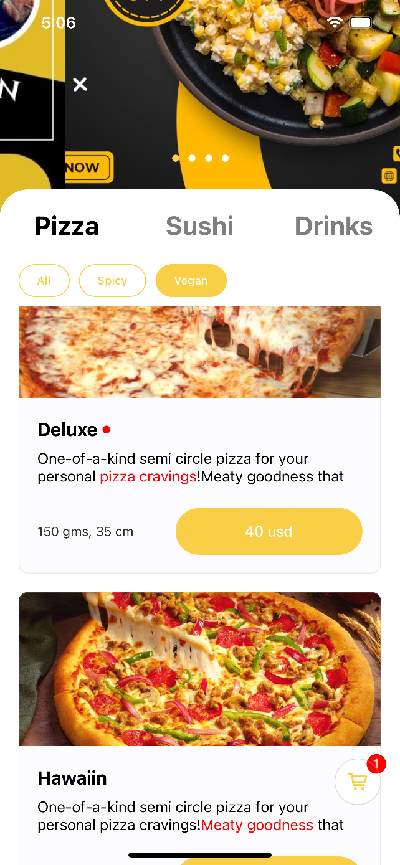 5:06
N
NOW
Pizza Sushi Drinks
All Spicy Vegan
Deluxe
One-of-a-kind semi circle pizza for your
personal pizza cravings!Meaty goodness that
150 gms, 35 cm 40 usd
1
Hawaiin
One-of-a-kind semi circle pizza for your
personal pizza cravings!Meaty goodness that